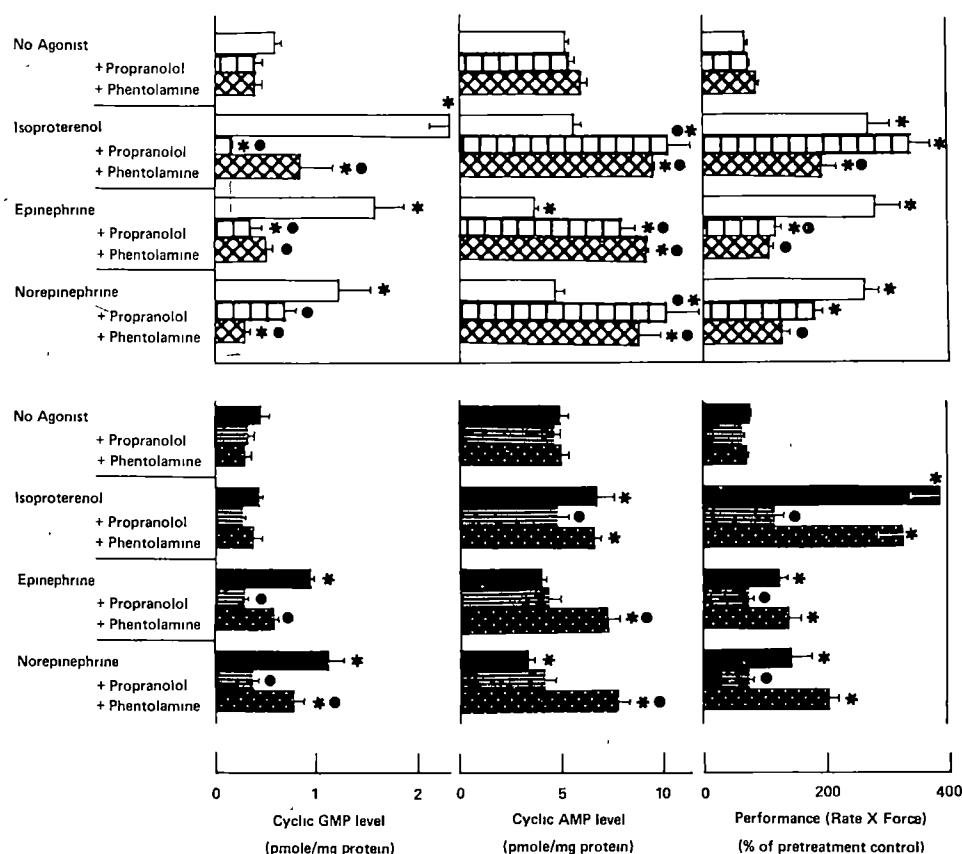 No Agonist
+ Propranolol
+ Phentolamine
Isoproterenol
+ Propranolol
+ Phentolamine
Epinephrine
+ Propranolol
+ Phentolamine
Norepinephrine
+ Propranolol
+ Phentolamine
No Agonist
+ Propranolol
+ Phentolamine
Isoproterenol
+ Propranolol
+ Phentolamine
Epinephrine
+ Propranolol
+ Phentolamine
Norepinephrine
+ Propranolol
+ Phentolamine
0 1 2 0 5 10 0 200 400
Cyclic GMP level Cyclic AMP level Performance (Rate X Force)
(pmole/mg protein) (pmole/mg protein) (% of pretreatment control)